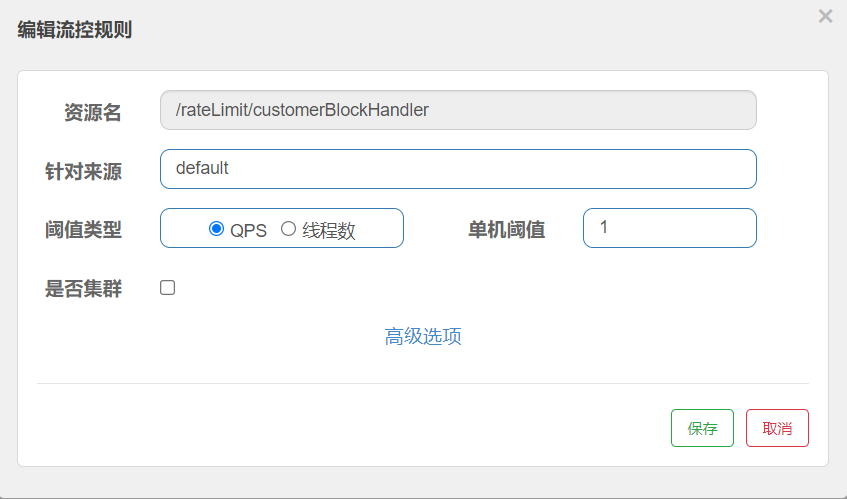 编辑流控规则
×
资源名 /rateLimit/customerBlockHandler
针对来源 default
阈值类型 QPS 线程数 单机阈值 1
是否集群
高级选项
保存 取消